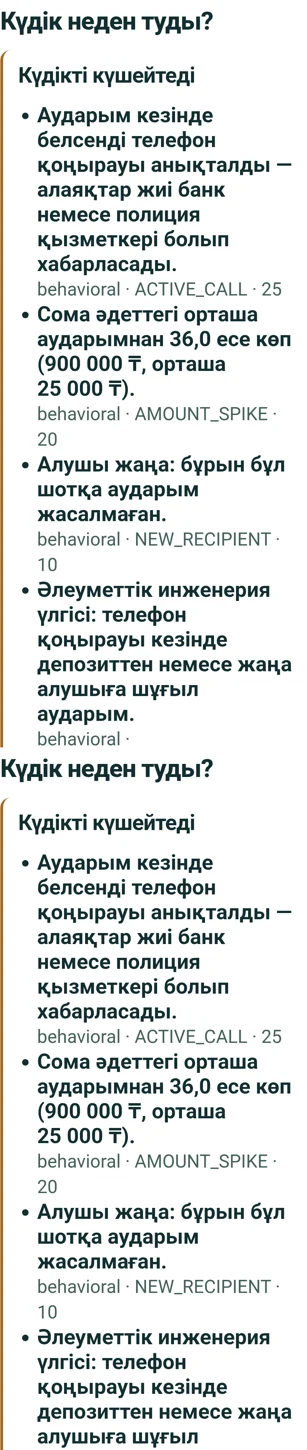 Күдік неден туды?
Күдікті күшейтеді
• Аударым кезінде
белсенді телефон
қоңырауы анықталды —
алаяқтар жиі банк
немесе полиция
қызметкері болып
хабарласады.
behavioral · ACTIVE_CALL · 25
• Сома әдеттегі орташа
аударымнан 36,0 есе көп
(900 000 ₸, орташа
25 000 ₸).
behavioral · AMOUNT_SPIKE ·
20
• Алушы жаңа: бұрын бұл
шотқа аударым
жасалмаған.
behavioral · NEW_RECIPIENT ·
10
• Әлеуметтік инженерия
үлгісі: телефон
қоңырауы кезінде
депозиттен немесе жаңа
алушыға шұғыл
аударым.
behavioral ·
Күдік неден туды?
Күдікті күшейтеді
• Аударым кезінде
белсенді телефон
қоңырауы анықталды —
алаяқтар жиі банк
немесе полиция
қызметкері болып
хабарласады.
behavioral · ACTIVE_CALL · 25
• Сома әдеттегі орташа
аударымнан 36,0 есе көп
(900 000 ₸, орташа
25 000 ₸).
behavioral · AMOUNT_SPIKE ·
20
• Алушы жаңа: бұрын бұл
шотқа аударым
жасалмаған.
behavioral · NEW_RECIPIENT ·
10
• Әлеуметтік инженерия
үлгісі: телефон
қоңырауы кезінде
депозиттен немесе жаңа
алушыға шұғыл